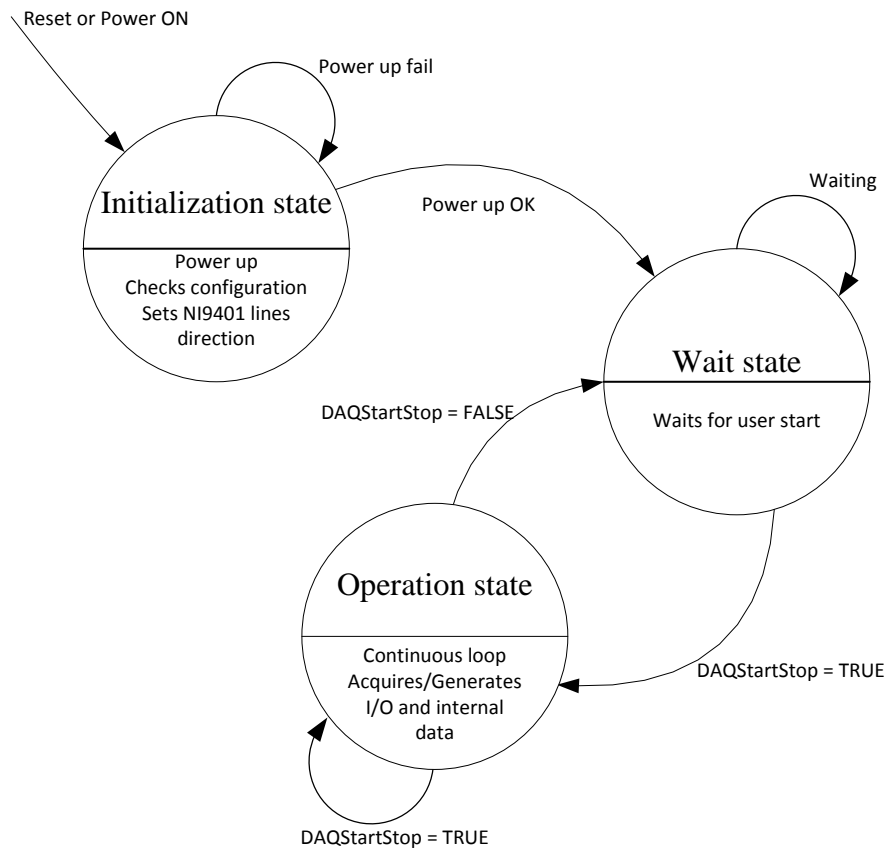 Reset or Power ON
Power up fail
Initialization state
Power up
Checks configuration
Sets NI9401 lines
direction
Power up OK
Waiting
Wait state
Waits for user start
DAQStartStop = FALSE
Operation state
Continuous loop
Acquires/Generates
I/O and internal
data
DAQStartStop = TRUE
DAQStartStop = TRUE